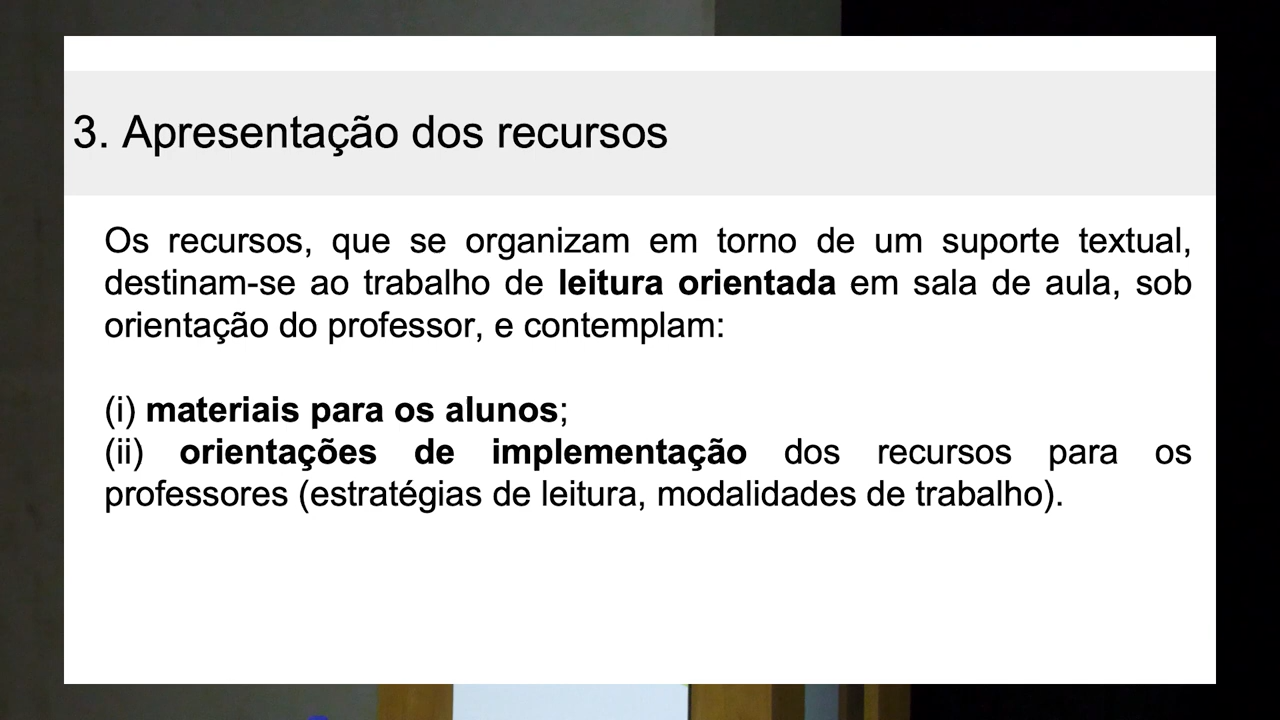 3. Apresentação dos recursos
Os recursos, que se organizam em torno de um suporte textual,
destinam-se ao trabalho de leitura orientada em sala de aula, sob
orientação do professor, e contemplam:
(i) materiais para os alunos;
(ii) orientações de implementação dos recursos para os
professores (estratégias de leitura, modalidades de trabalho).